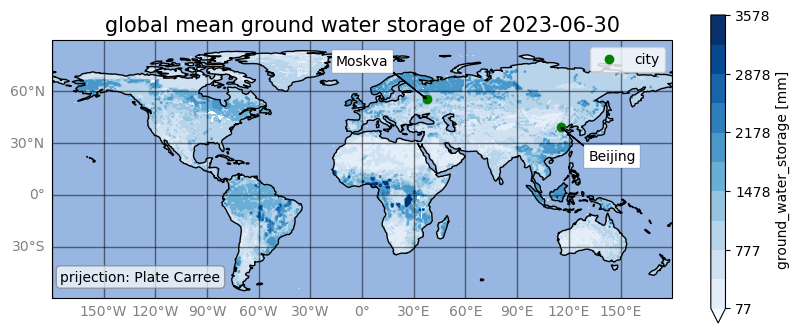 global mean ground water storage of 2023-06-30
Moskva
city
Beijing
prijection: Plate Carree
60°N
30°N
0°
30°S
150°W 120°W 90°W 60°W 30°W 0° 30°E 60°E 90°E 120°E 150°E
3578
2878
2178
1478
777
77
ground_water_storage [mm]